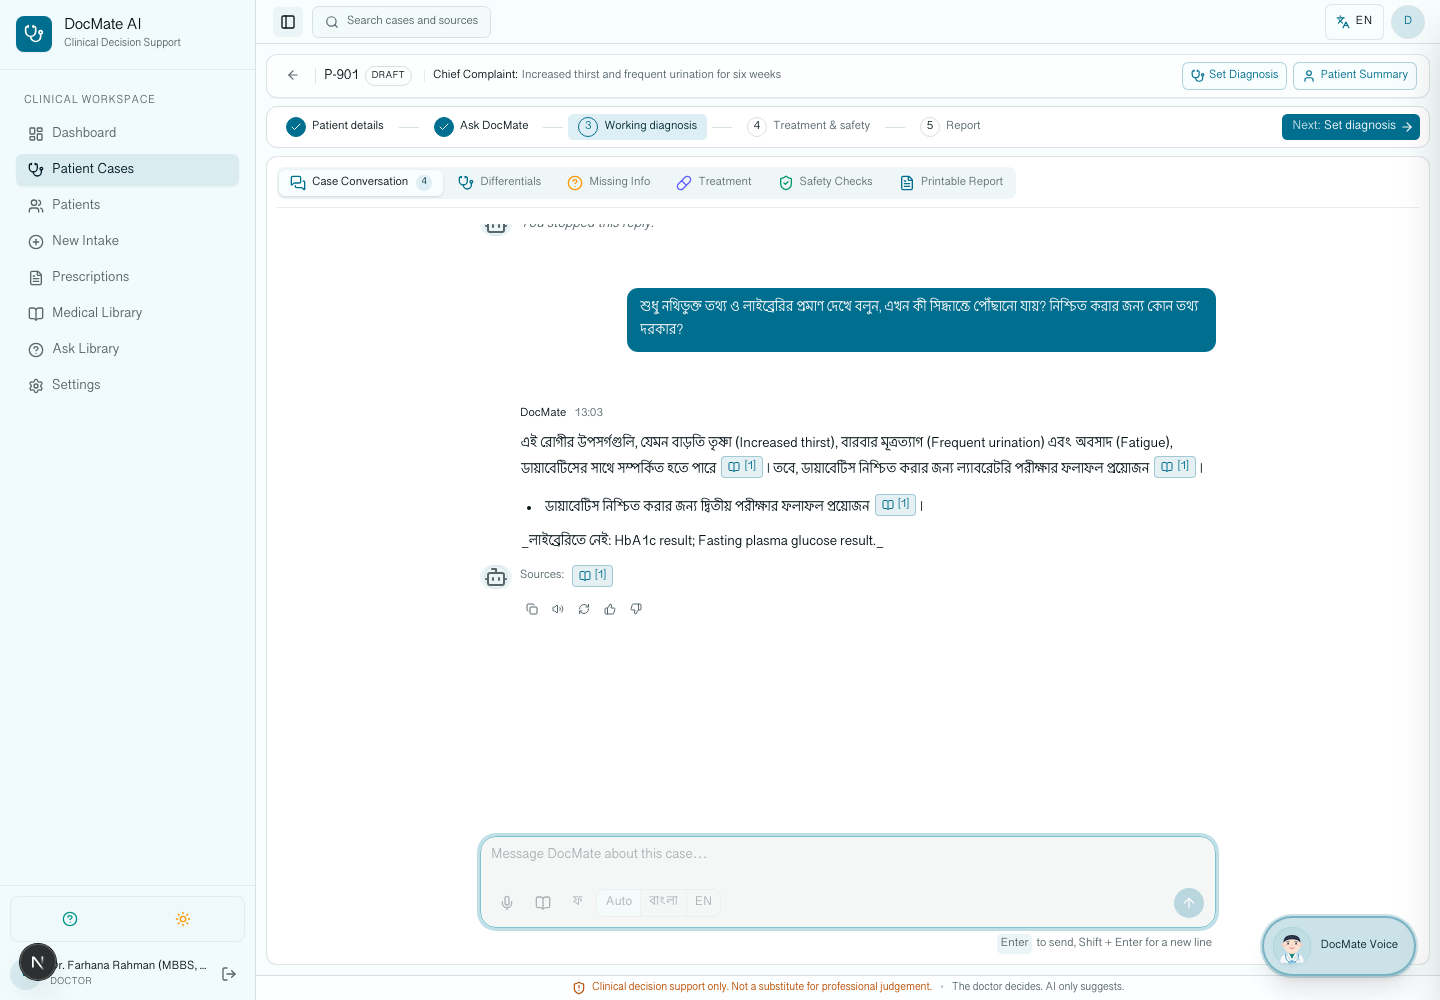 DocMate AI
Clinical Decision Support
CLINICAL WORKSPACE
Dashboard
Patient Cases
Patients
New Intake
Prescriptions
Medical Library
Ask Library
Settings
N
Dr. Farhana Rahman (MBBS, ...
DOCTOR
Search cases and sources
EN
D
P-901
DRAFT
Chief Complaint: Increased thirst and frequent urination for six weeks
Set Diagnosis
Patient Summary
Patient details
Ask DocMate
3 Working diagnosis
4 Treatment & safety
5 Report
Next: Set diagnosis
Case Conversation 4
Differentials
Missing Info
Treatment
Safety Checks
Printable Report
You stopped this reply.
শুধু নথিভুক্ত তথ্য ও লাইব্রেরির প্রমাণ দেখে বলুন, এখন কী সিদ্ধান্তে পৌঁছানো যায়? নিশ্চিত করার জন্য কোন তথ্য
দরকার?
DocMate 13:03
এই রোগীর উপসর্গগুলি, যেমন বাড়তি তৃষ্ণা (Increased thirst), বারবার মূত্রত্যাগ (Frequent urination) এবং অবসাদ (Fatigue),
ডায়াবেটিসের সাথে সম্পর্কিত হতে পারে [1] । তবে, ডায়াবেটিস নিশ্চিত করার জন্য ল্যাবরেটরি পরীক্ষার ফলাফল প্রয়োজন [1] ।
• ডায়াবেটিস নিশ্চিত করার জন্য দ্বিতীয় পরীক্ষার ফলাফল প্রয়োজন [1] ।
_লাইব্রেরিতে নেই: HbA1c result; Fasting plasma glucose result._
Sources: [1]
Message DocMate about this case...
ফ
Auto
বাংলা
EN
Enter to send, Shift + Enter for a new line
DocMate Voice
Clinical decision support only. Not a substitute for professional judgement. • The doctor decides. AI only suggests.